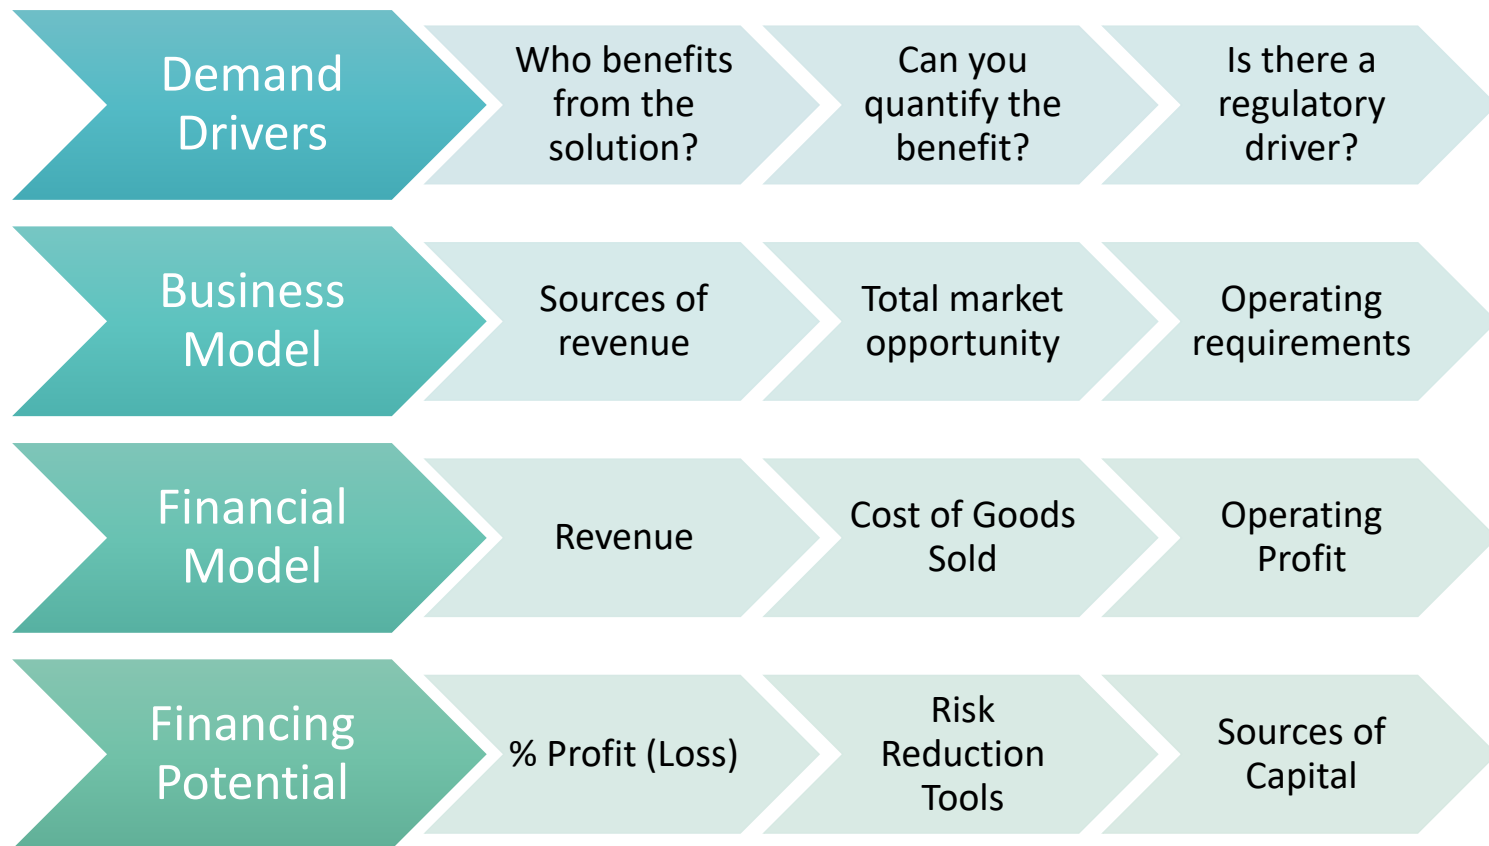 Demand
Drivers
Who benefits
from the
solution?
Can you
quantify the
benefit?
Is there a
regulatory
driver?
Business
Model
Sources of
revenue
Total market
opportunity
Operating
requirements
Financial
Model
Revenue
Cost of Goods
Sold
Operating
Profit
Financing
Potential
% Profit (Loss)
Risk
Reduction
Tools
Sources of
Capital